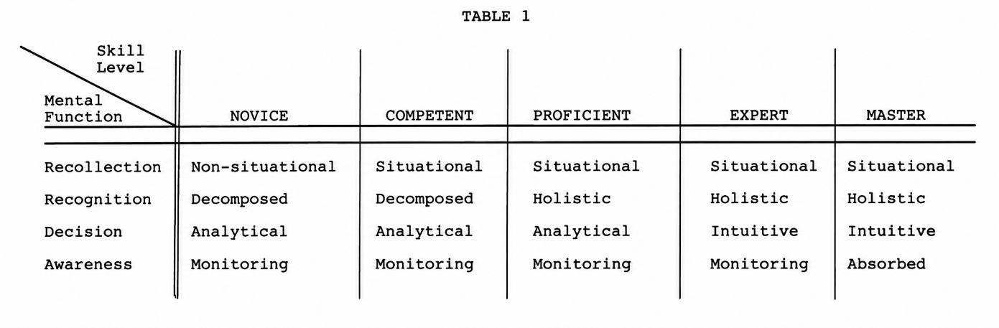 TABLE 1
Skill
Level
Mental
Function NOVICE COMPETENT PROFICIENT EXPERT MASTER
Recollection Non-situational Situational Situational Situational Situational
Recognition Decomposed Decomposed Holistic Holistic Holistic
Decision Analytical Analytical Analytical Intuitive Intuitive
Awareness Monitoring Monitoring Monitoring Monitoring Absorbed